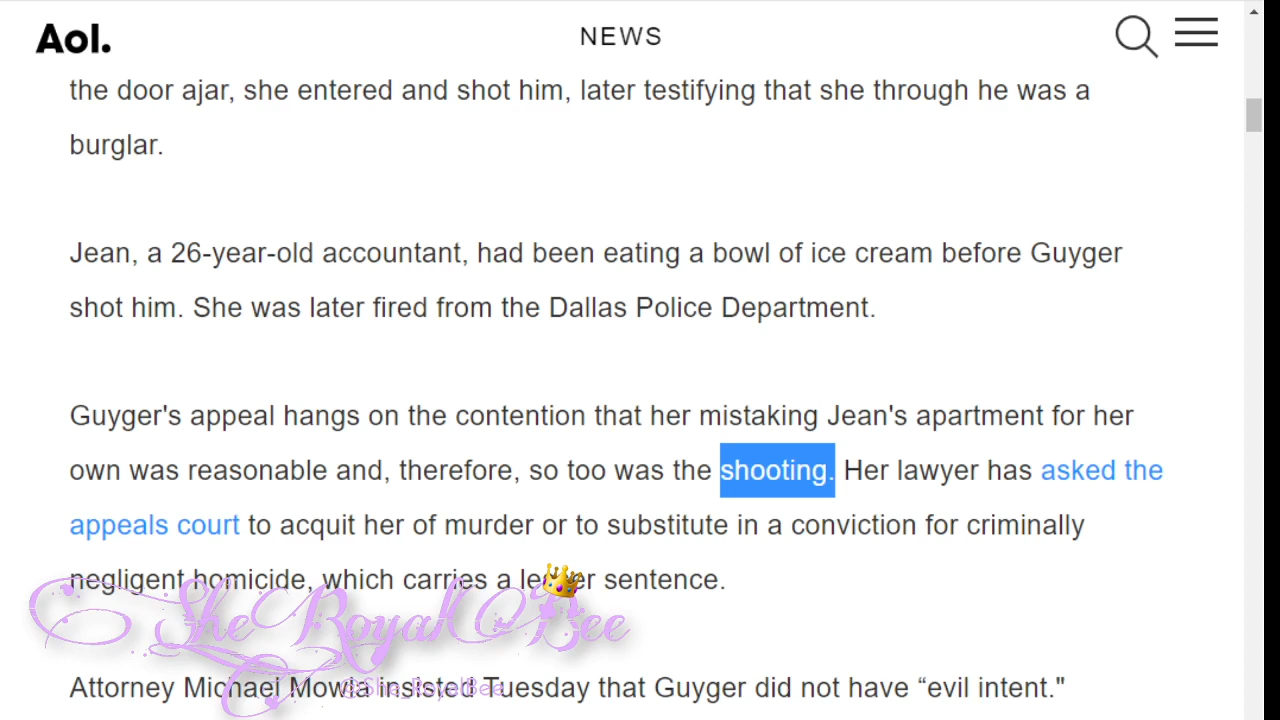 Aol.
NEWS
the door ajar, she entered and shot him, later testifying that she through he was a
burglar.
Jean, a 26-year-old accountant, had been eating a bowl of ice cream before Guyger
shot him. She was later fired from the Dallas Police Department.
Guyger's appeal hangs on the contention that her mistaking Jean's apartment for her
own was reasonable and, therefore, so too was the shooting. Her lawyer has asked the
appeals court to acquit her of murder or to substitute in a conviction for criminally
negligent homicide, which carries a lesser sentence.
SheRoyalBee
Attorney Michael Mowla insisted Tuesday that Guyger did not have “evil intent."
@She_RoyalBee